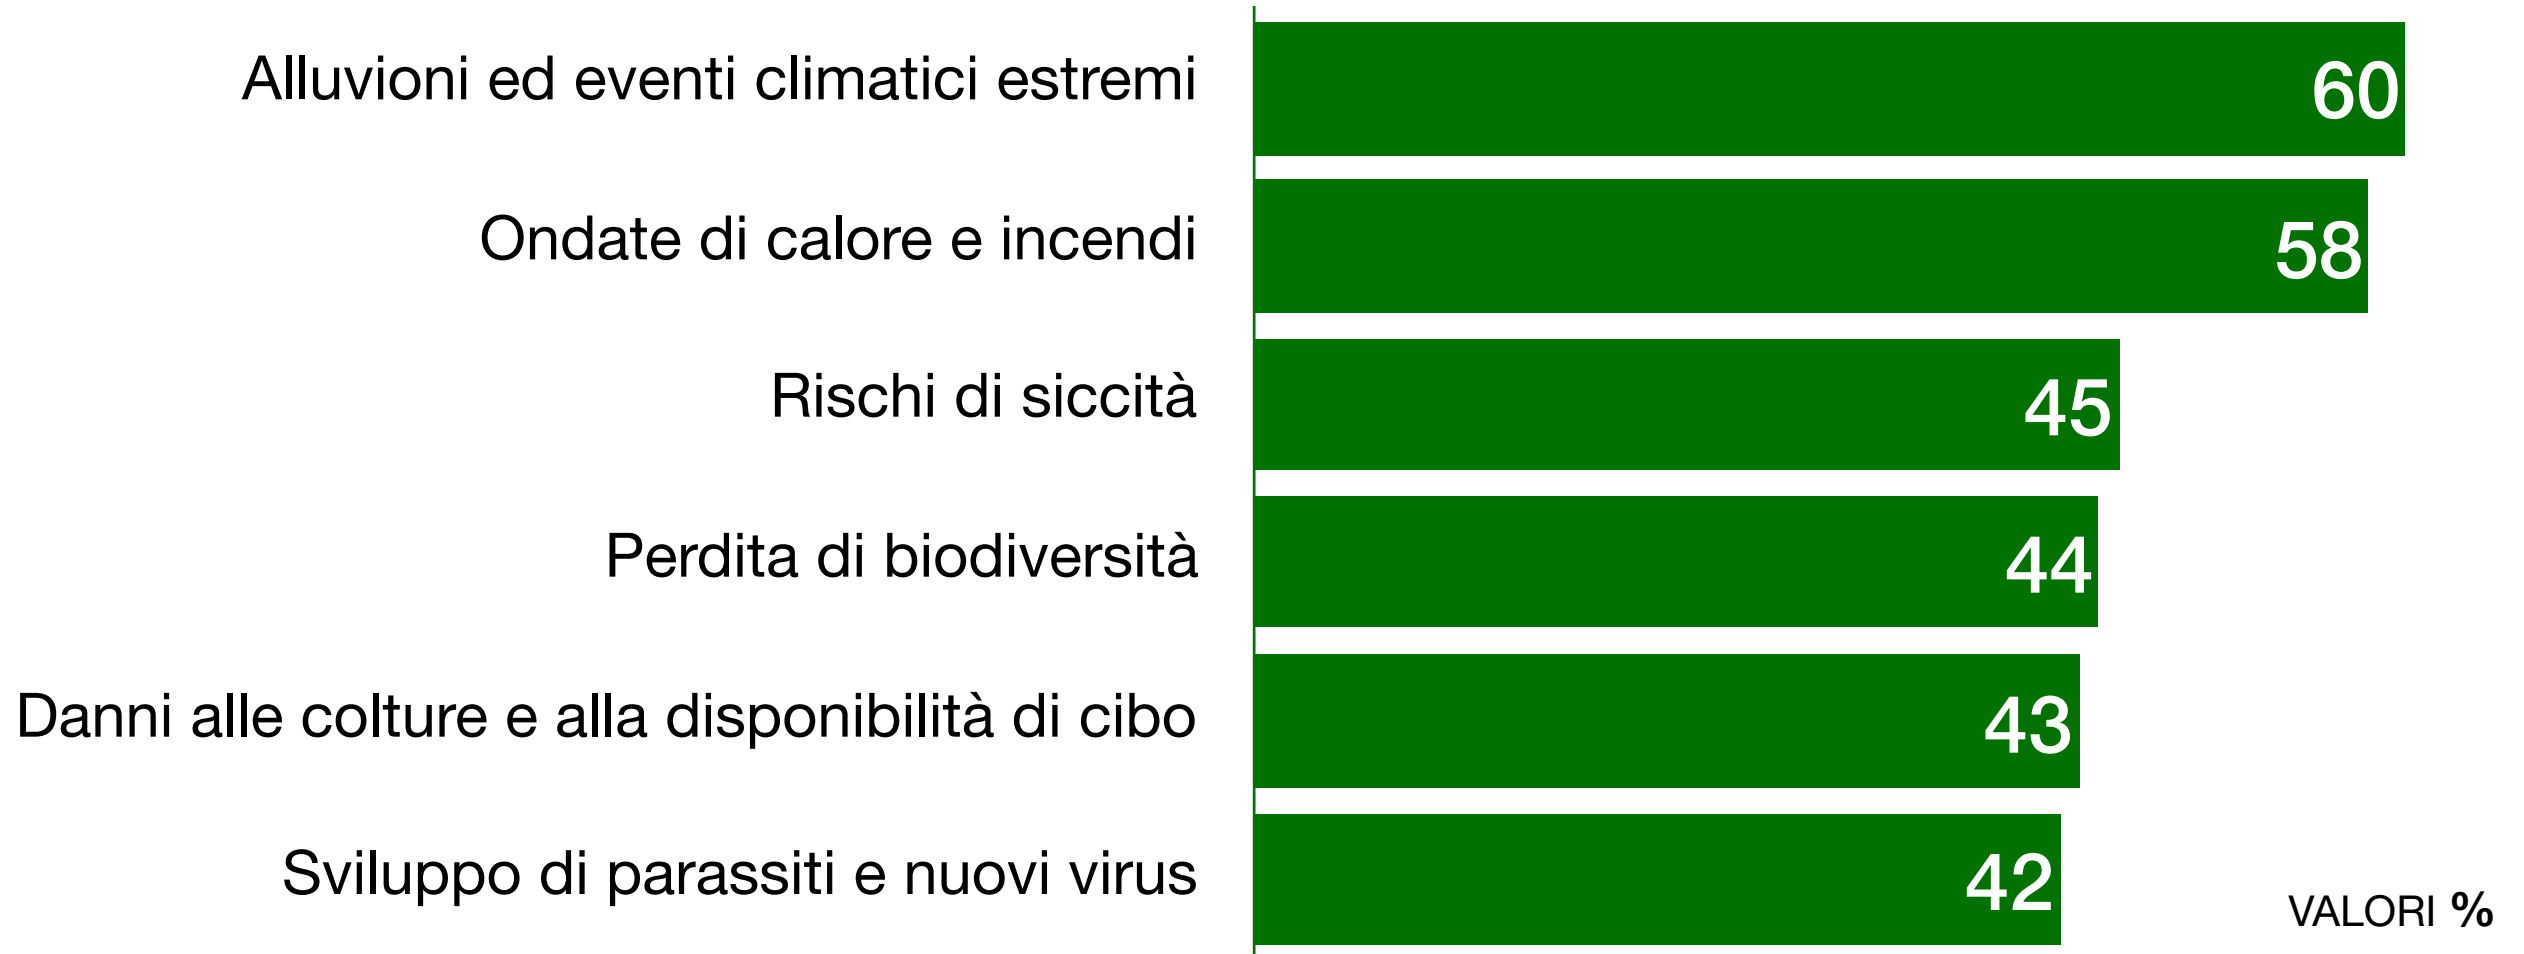 Alluvioni ed eventi climatici estremi 60
Ondate di calore e incendi 58
Rischi di siccità 45
Perdita di biodiversità 44
Danni alle colture e alla disponibilità di cibo 43
Sviluppo di parassiti e nuovi virus 42
VALORI %